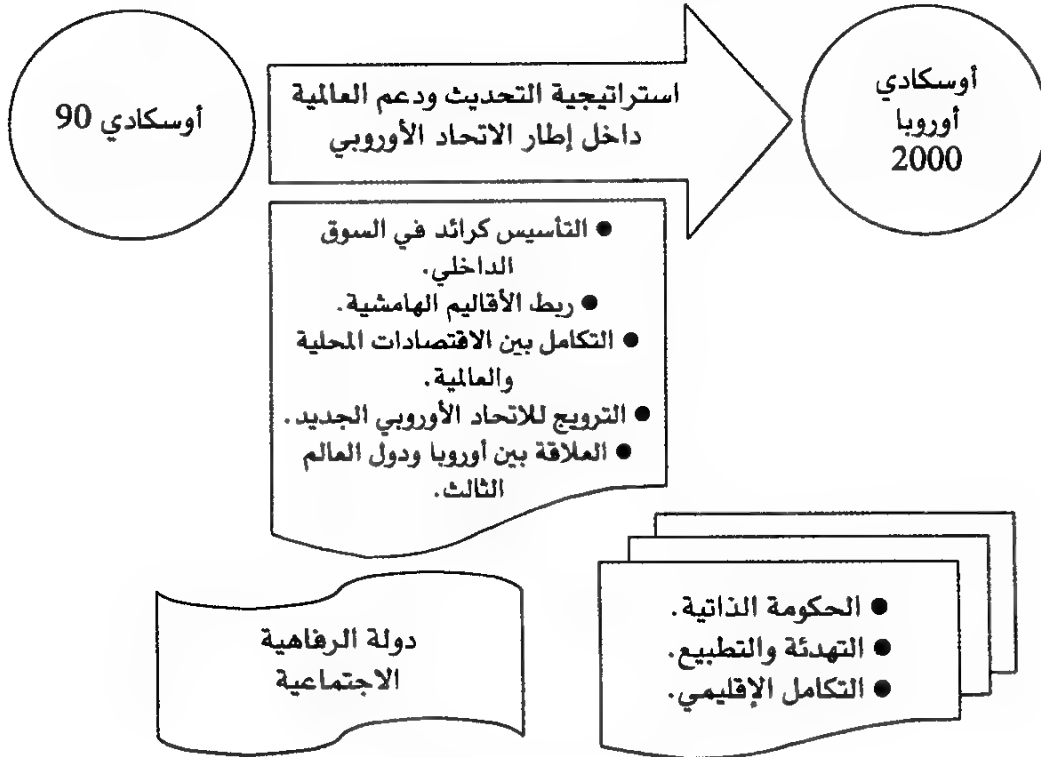 أوسكادي 90
استراتيجية التحديث ودعم العالمية
داخل إطار الاتحاد الأوروبي
أوسكادي
أوروبا
2000
● التأسيس كرائد في السوق
الداخلي.
● ربط الأقاليم الهامشية.
● التكامل بين الاقتصادات المحلية
والعالمية.
● الترويج للاتحاد الأوروبي الجديد.
● العلاقة بين أوروبا ودول العالم
الثالث.
● الحكومة الذاتية.
● التهدئة والتطبيع.
● التكامل الإقليمي.
دولة الرفاهية
الاجتماعية